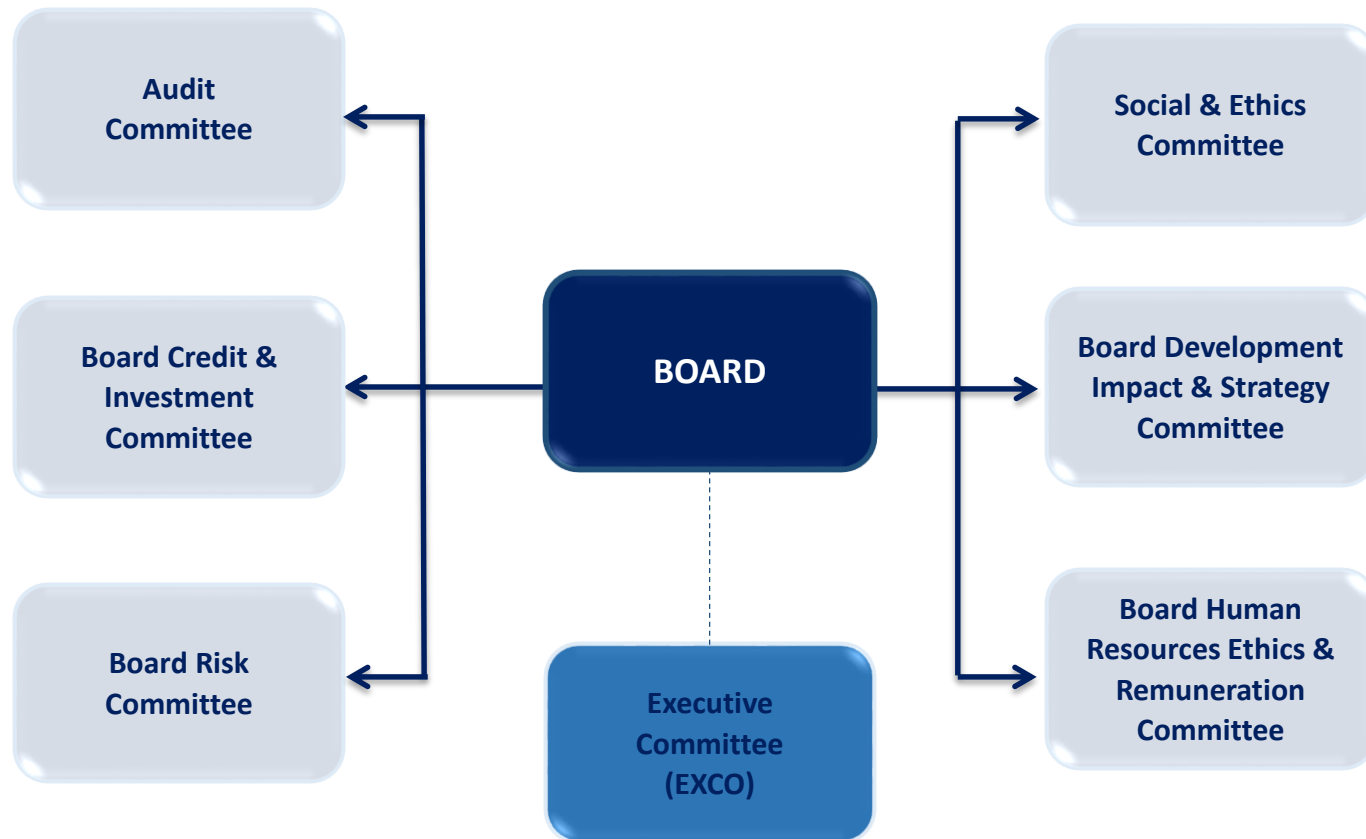 Audit
Committee
Board Credit &
Investment
Committee
Board Risk
Committee
BOARD
Executive
Committee
(EXCO)
Social & Ethics
Committee
Board Development
Impact & Strategy
Committee
Board Human
Resources Ethics &
Remuneration
Committee